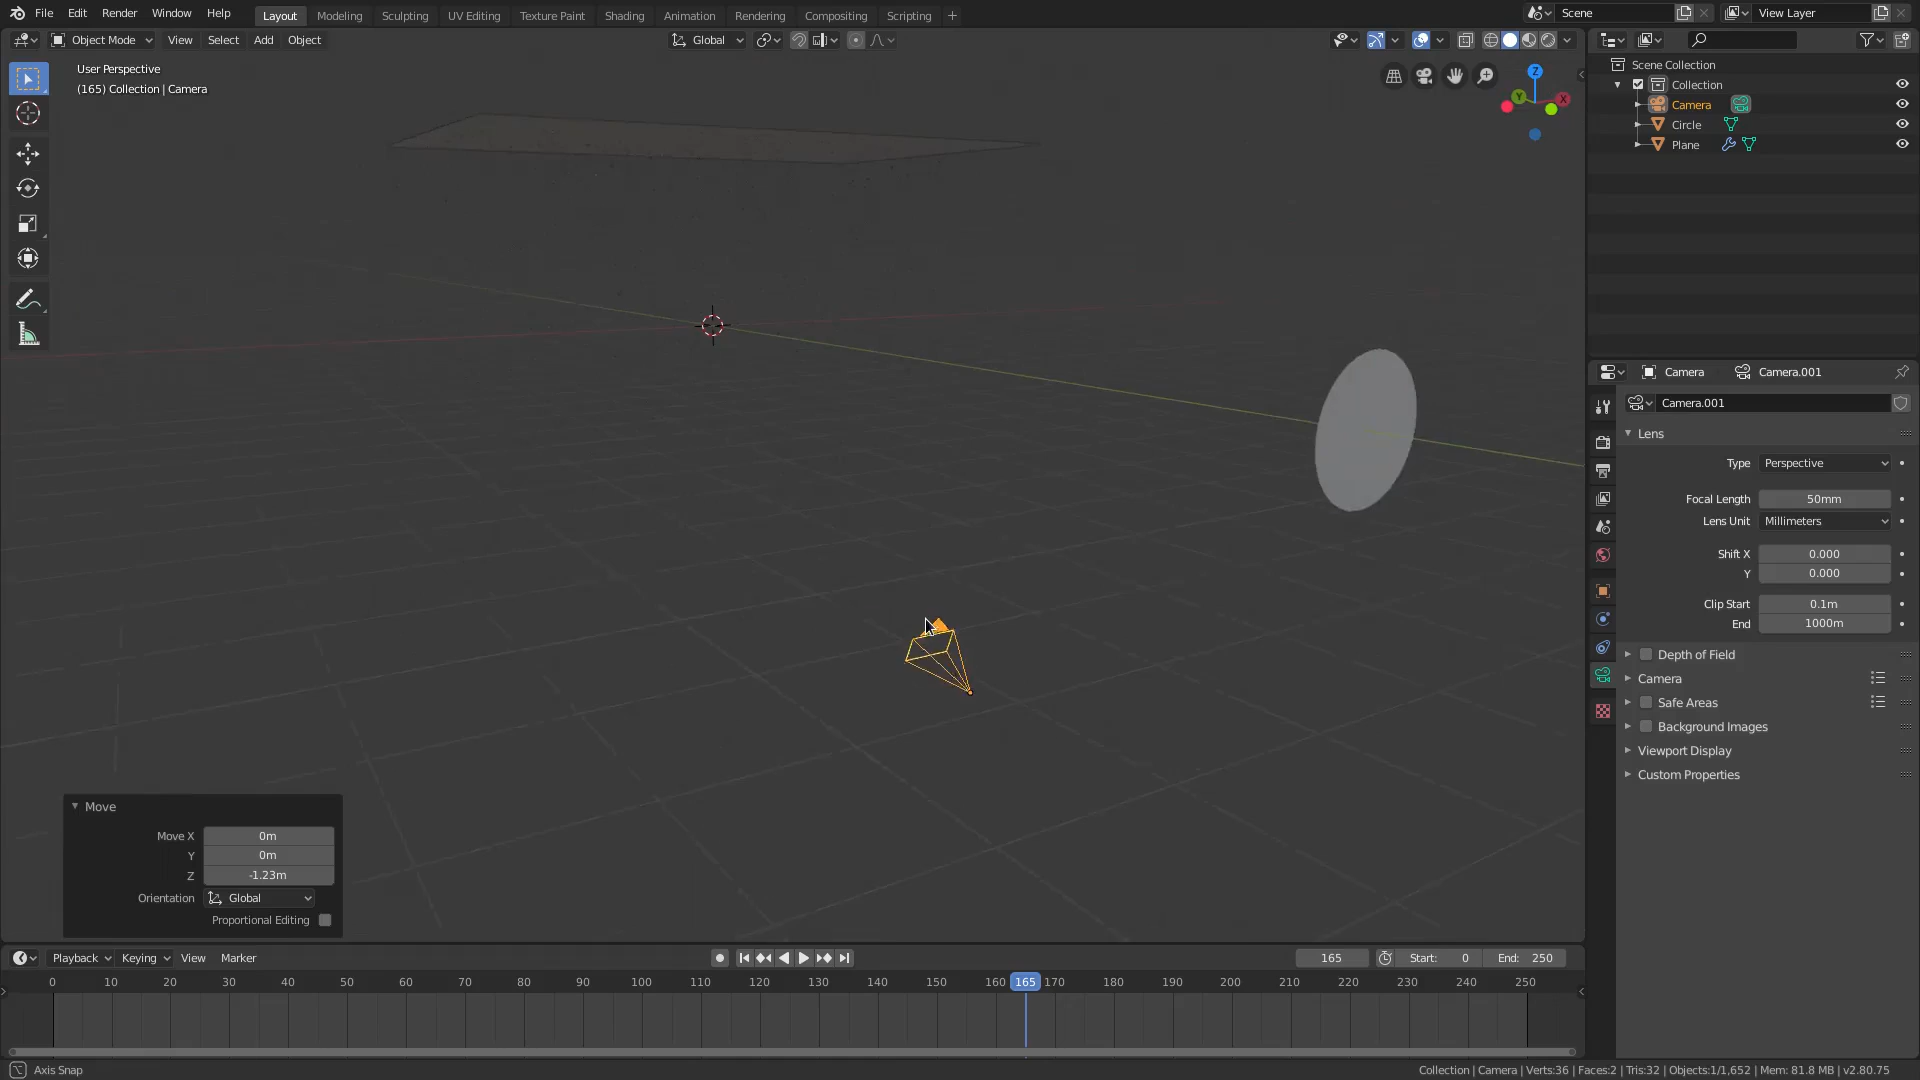 File Edit Render Window Help Layout Modeling Sculpting UV Editing Texture Paint Shading Animation Rendering Compositing Scripting + Scene View Layer
Object Mode View Select Add Object Global
User Perspective
(165) Collection | Camera
Z
Y
X
Scene Collection
Collection
Camera
Circle
Plane
Camera Camera.001
Camera.001
Lens
Type Perspective
Focal Length 50mm
Lens Unit Millimeters
Shift X 0.000
Y 0.000
Clip Start 0.1m
End 1000m
Depth of Field
Camera
Safe Areas
Background Images
Viewport Display
Custom Properties
Move
Move X 0m
Y 0m
Z -1.23m
Orientation Global
Proportional Editing
Playback Keying View Marker 165 Start: 0 End: 250
0 10 20 30 40 50 60 70 80 90 100 110 120 130 140 150 160 165 170 180 190 200 210 220 230 240 250
Axis Snap Collection | Camera | Verts:36 | Faces:2 | Tris:32 | Objects:1/1,652 | Mem: 81.8 MB | v2.80.75